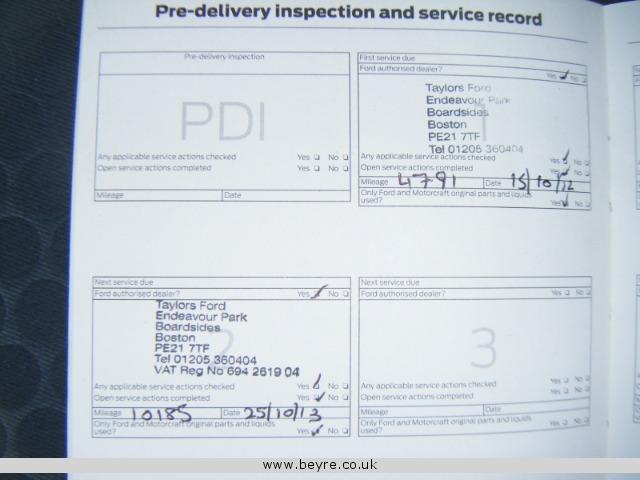 Pre-delivery inspection and service record
Pre-delivery inspection
PDI
Any applicable service actions checked Yes No
Open service actions completed Yes No
Mileage Date
First service due
Ford authorised dealer?
Yes No
1
Taylors Ford
Endeavour Park
Boardsides
Boston
PE21 7TF
Tel 01205 360404
Any applicable service actions checked Yes No
Open service actions completed Yes No
Mileage 4791 Date 15/10/12
Only Ford and Motorcraft original parts and liquids
used? Yes No
Next service due
Ford authorised dealer? Yes No
2
Taylors Ford
Endeavour Park
Boardsides
Boston
PE21 7TF
Tel 01205 360404
VAT Reg No 694 2619 04
Any applicable service actions checked Yes No
Open service actions completed Yes No
Mileage 10185 Date 25/10/13
Only Ford and Motorcraft original parts and liquids
used? Yes No
Next service due
Ford authorised dealer? Yes No
3
Any applicable service actions checked Yes No
Open service actions completed Yes No
Mileage Date
Only Ford and Motorcraft original parts and liquids
used? Yes No
www.beyre.co.uk